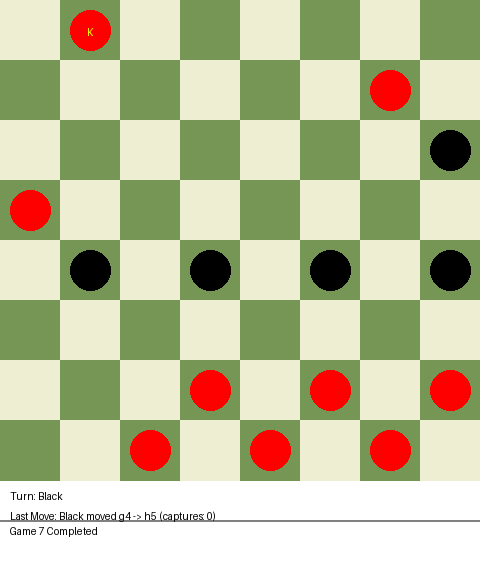 K
Turn: Black
Last Move: Black moved g4 -> h5 (captures: 0)
Game 7 Completed